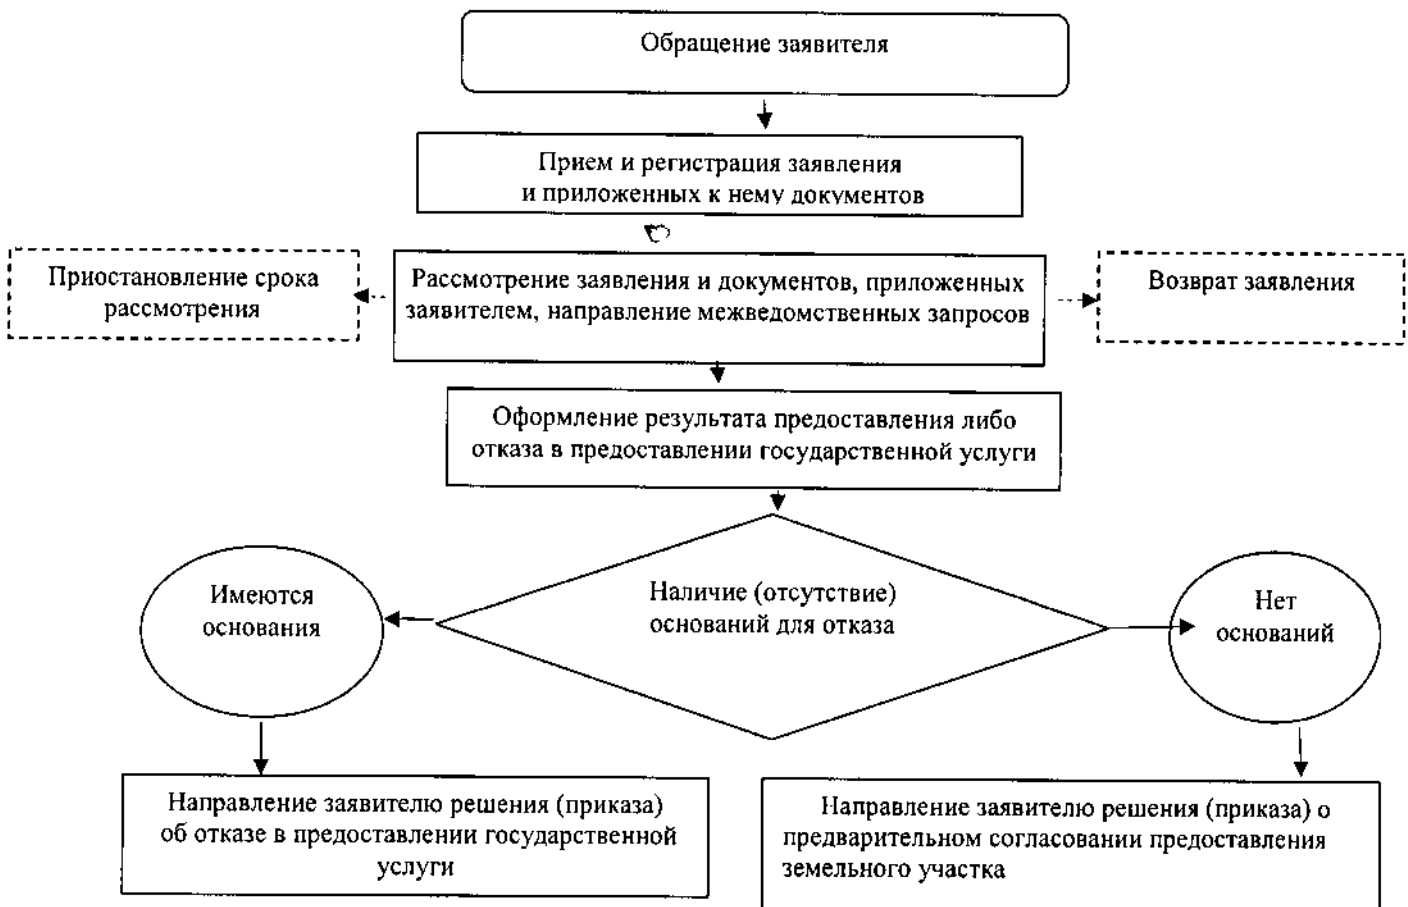 Обращение заявителя
Прием и регистрация заявления
и приложенных к нему документов
Приостановление срока
рассмотрения
Рассмотрение заявления и документов, приложенных
заявителем, направление межведомственных запросов
Возврат заявления
Оформление результата предоставления либо
отказа в предоставлении государственной услуги
Имеются
основания
Наличие (отсутствие)
оснований для отказа
Нет
оснований
Направление заявителю решения (приказа)
об отказе в предоставлении государственной
услуги
Направление заявителю решения (приказа) о
предварительном согласовании предоставления
земельного участка